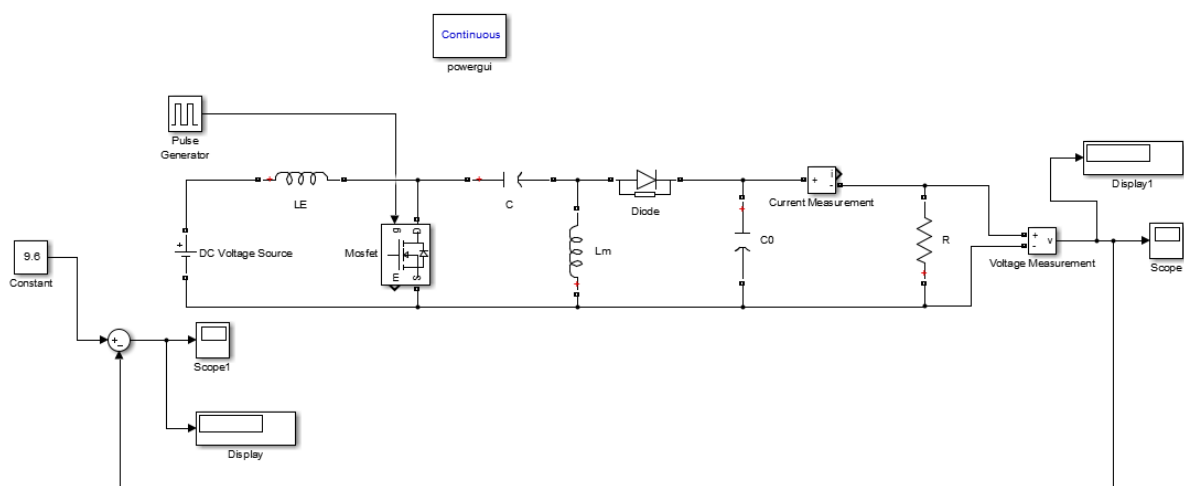 Continuous
powergui
Pulse
Generator
LE
C
Diode
Current Measurement
i
+
-
Display1
DC Voltage Source
+
Mosfet
g
D
m
S
Lm
C0
R
+
-
v
Voltage Measurement
Scope
9.6
Constant
+
-
Scope1
Display